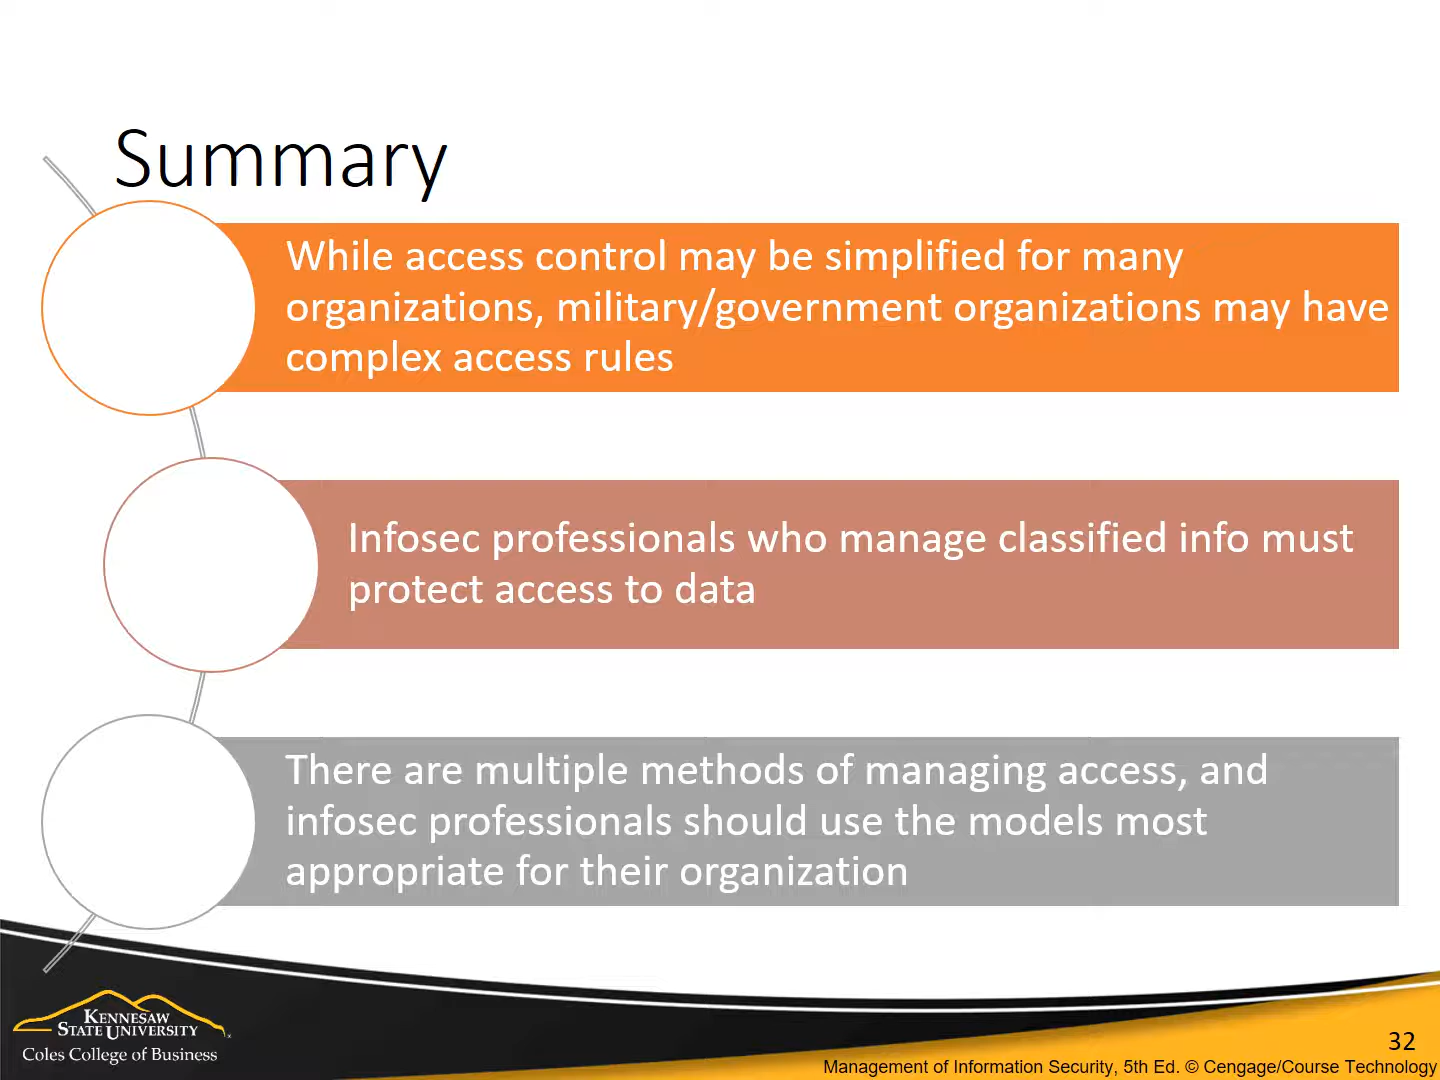 Summary
While access control may be simplified for many
organizations, military/government organizations may have
complex access rules
Infosec professionals who manage classified info must
protect access to data
There are multiple methods of managing access, and
infosec professionals should use the models most
appropriate for their organization
KENNESAW
STATE UNIVERSITY
Coles College of Business
32
Management of Information Security, 5th Ed. © Cengage/Course Technology